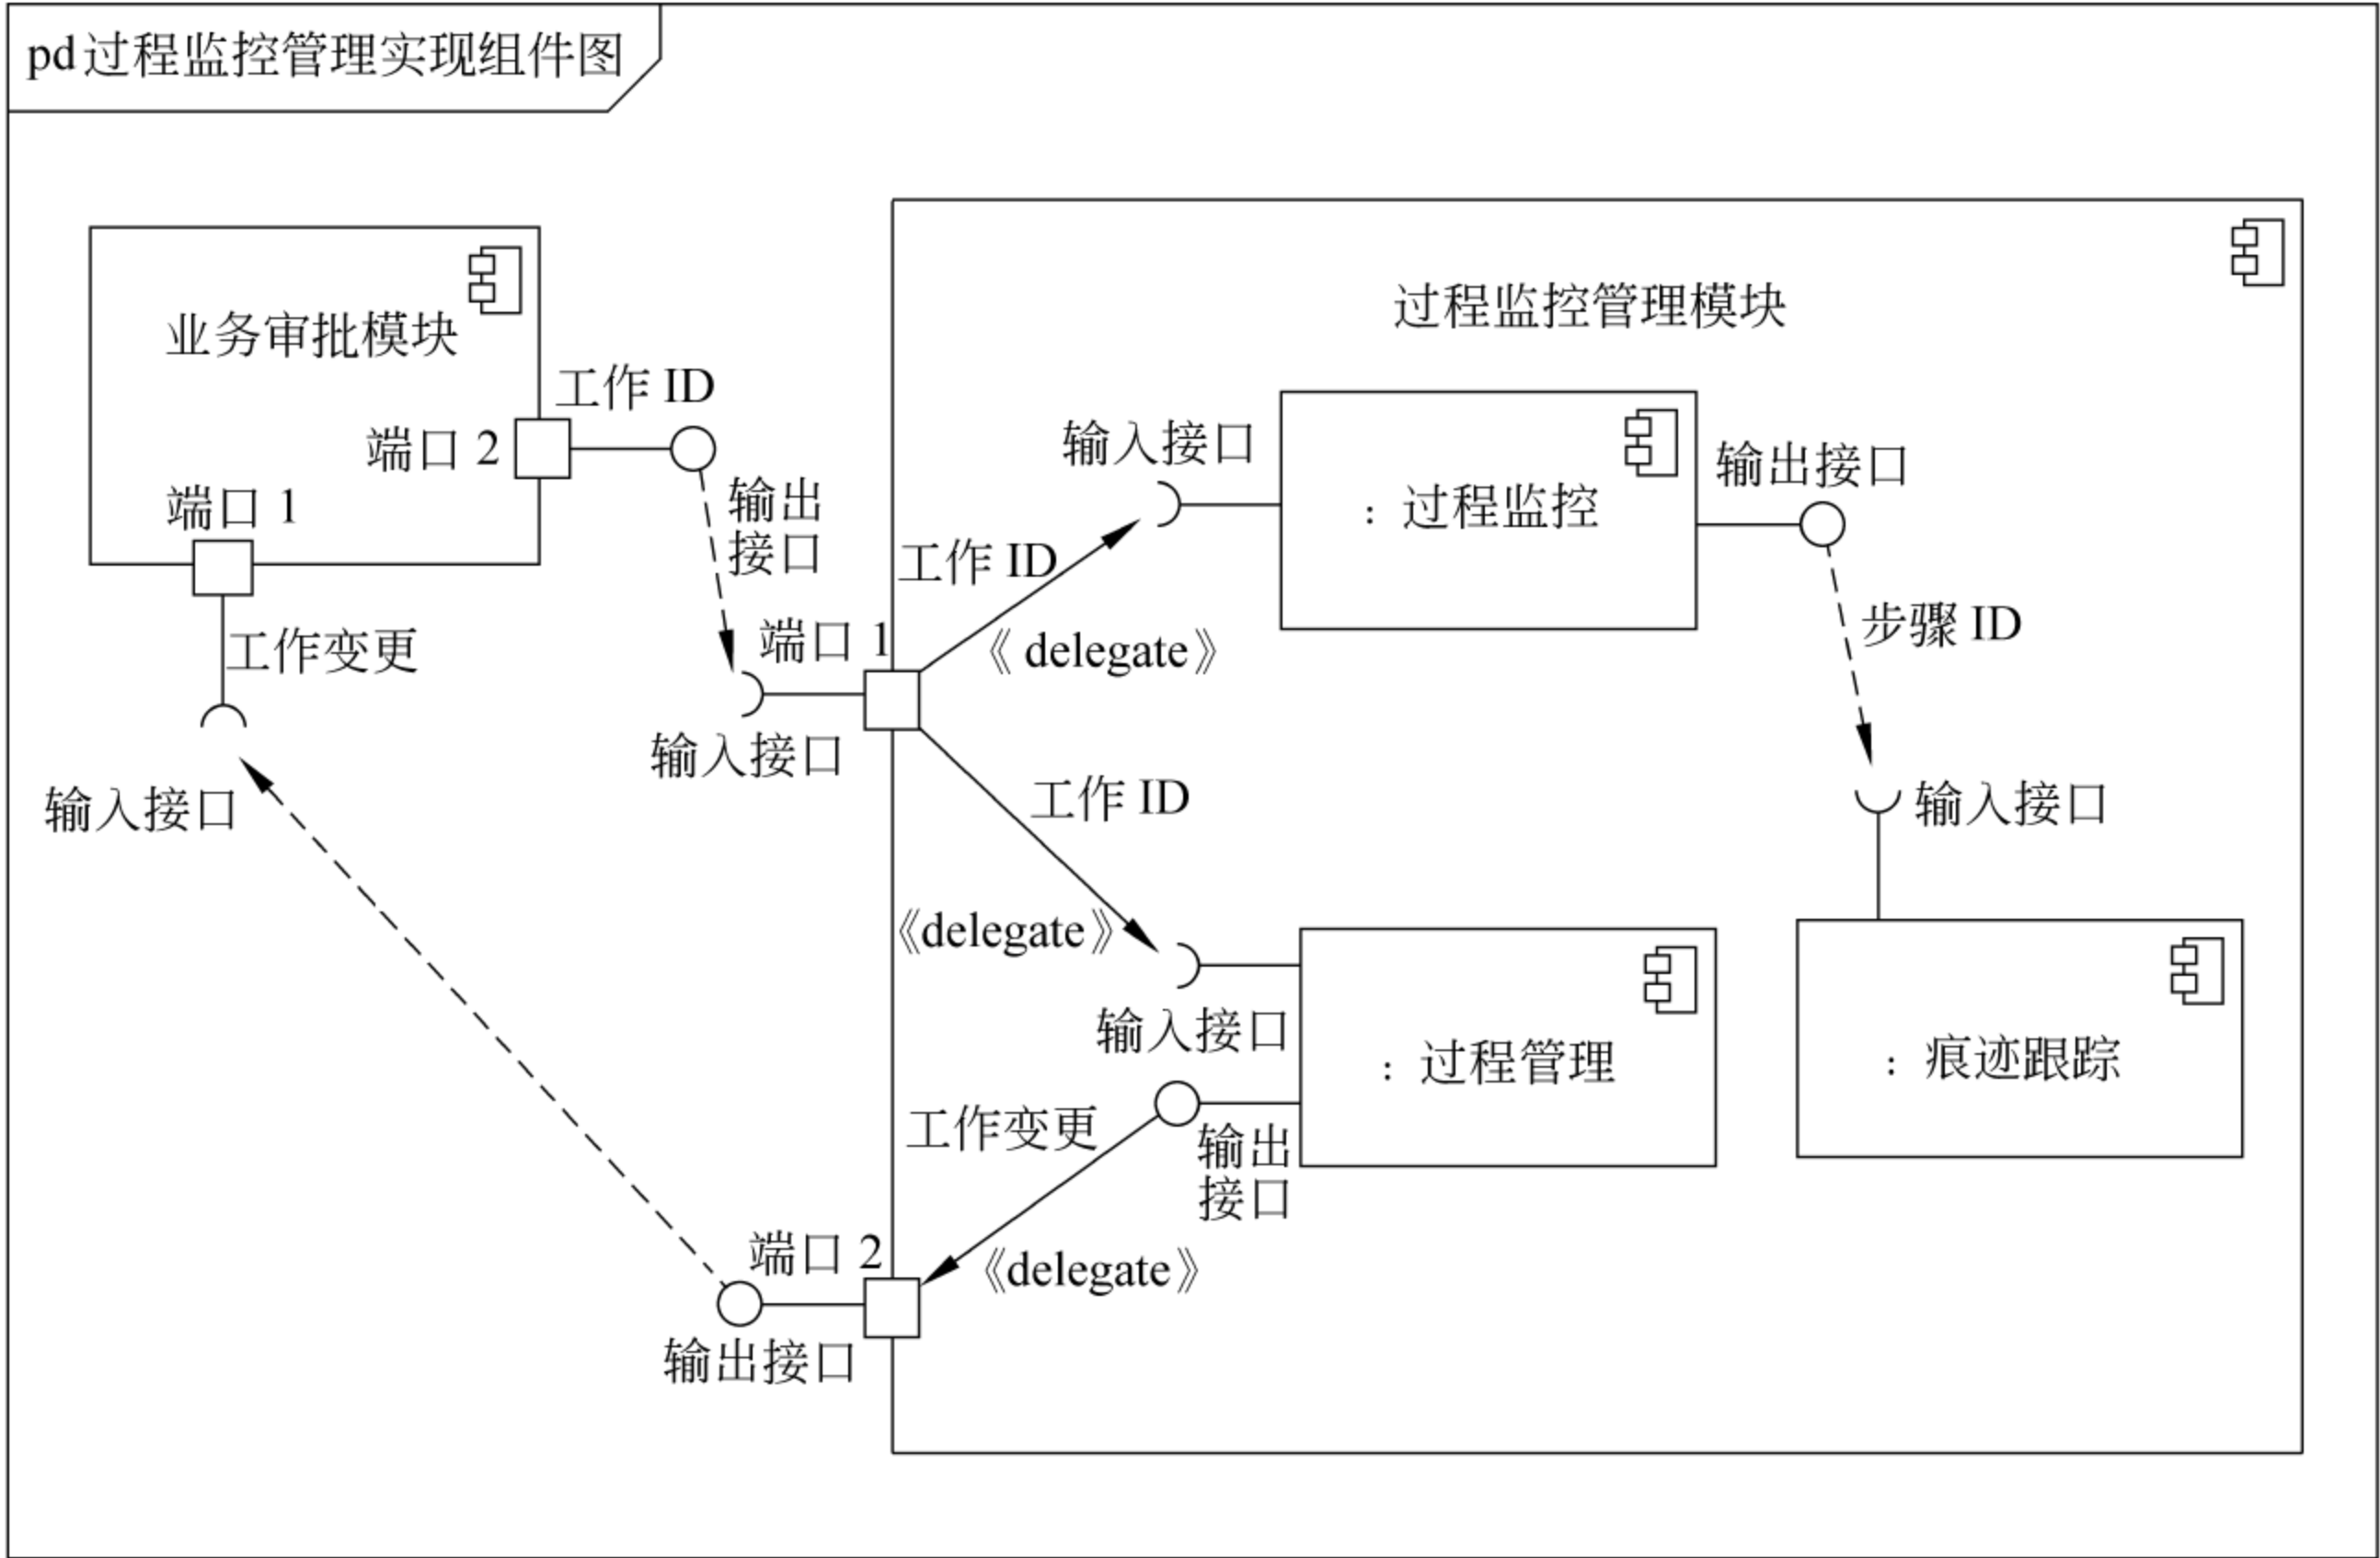 pd 过程监控管理实现组件图
过程监控管理模块
业务审批模块
工作 ID
端口 2
输出
接口
端口 1
工作变更
输入接口
端口 1
输入接口
输入接口
工作 ID
《 delegate》
：过程监控
输出接口
步骤 ID
输入接口
工作 ID
《delegate》
输入接口
：过程管理
：痕迹跟踪
工作变更
输出
接口
《delegate》
端口 2
输出接口